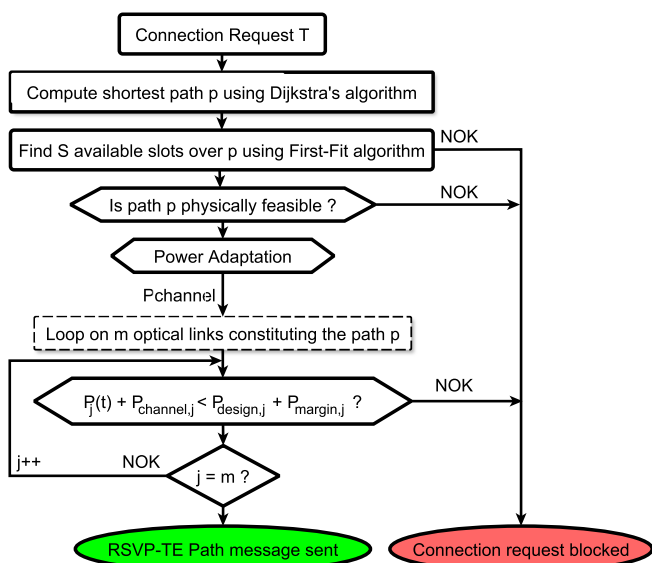 Connection Request T
Compute shortest path p using Dijkstra's algorithm
Find S available slots over p using First-Fit algorithm
NOK
Is path p physically feasible ?
NOK
Power Adaptation
Pchannel
Loop on m optical links constituting the path p
Pj(t) + Pchannel,j < Pdesign,j + Pmargin,j ?
NOK
j++
NOK
j = m ?
RSVP-TE Path message sent
Connection request blocked